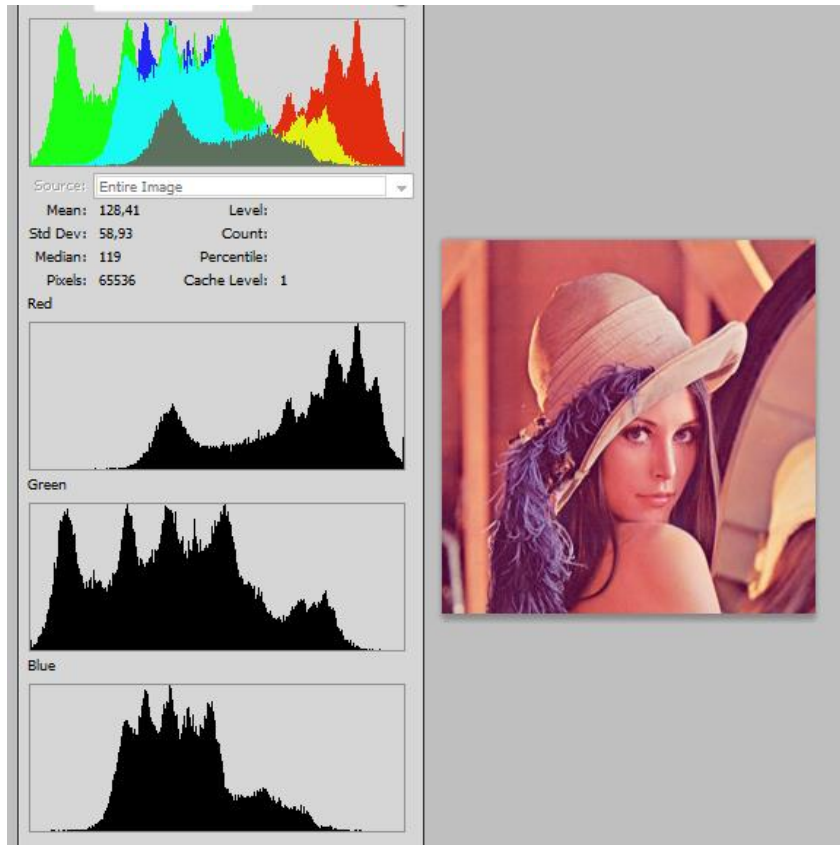 Source: Entire Image
Mean: 128,41 Level:
Std Dev: 58,93 Count:
Median: 119 Percentile:
Pixels: 65536 Cache Level: 1
Red
Green
Blue